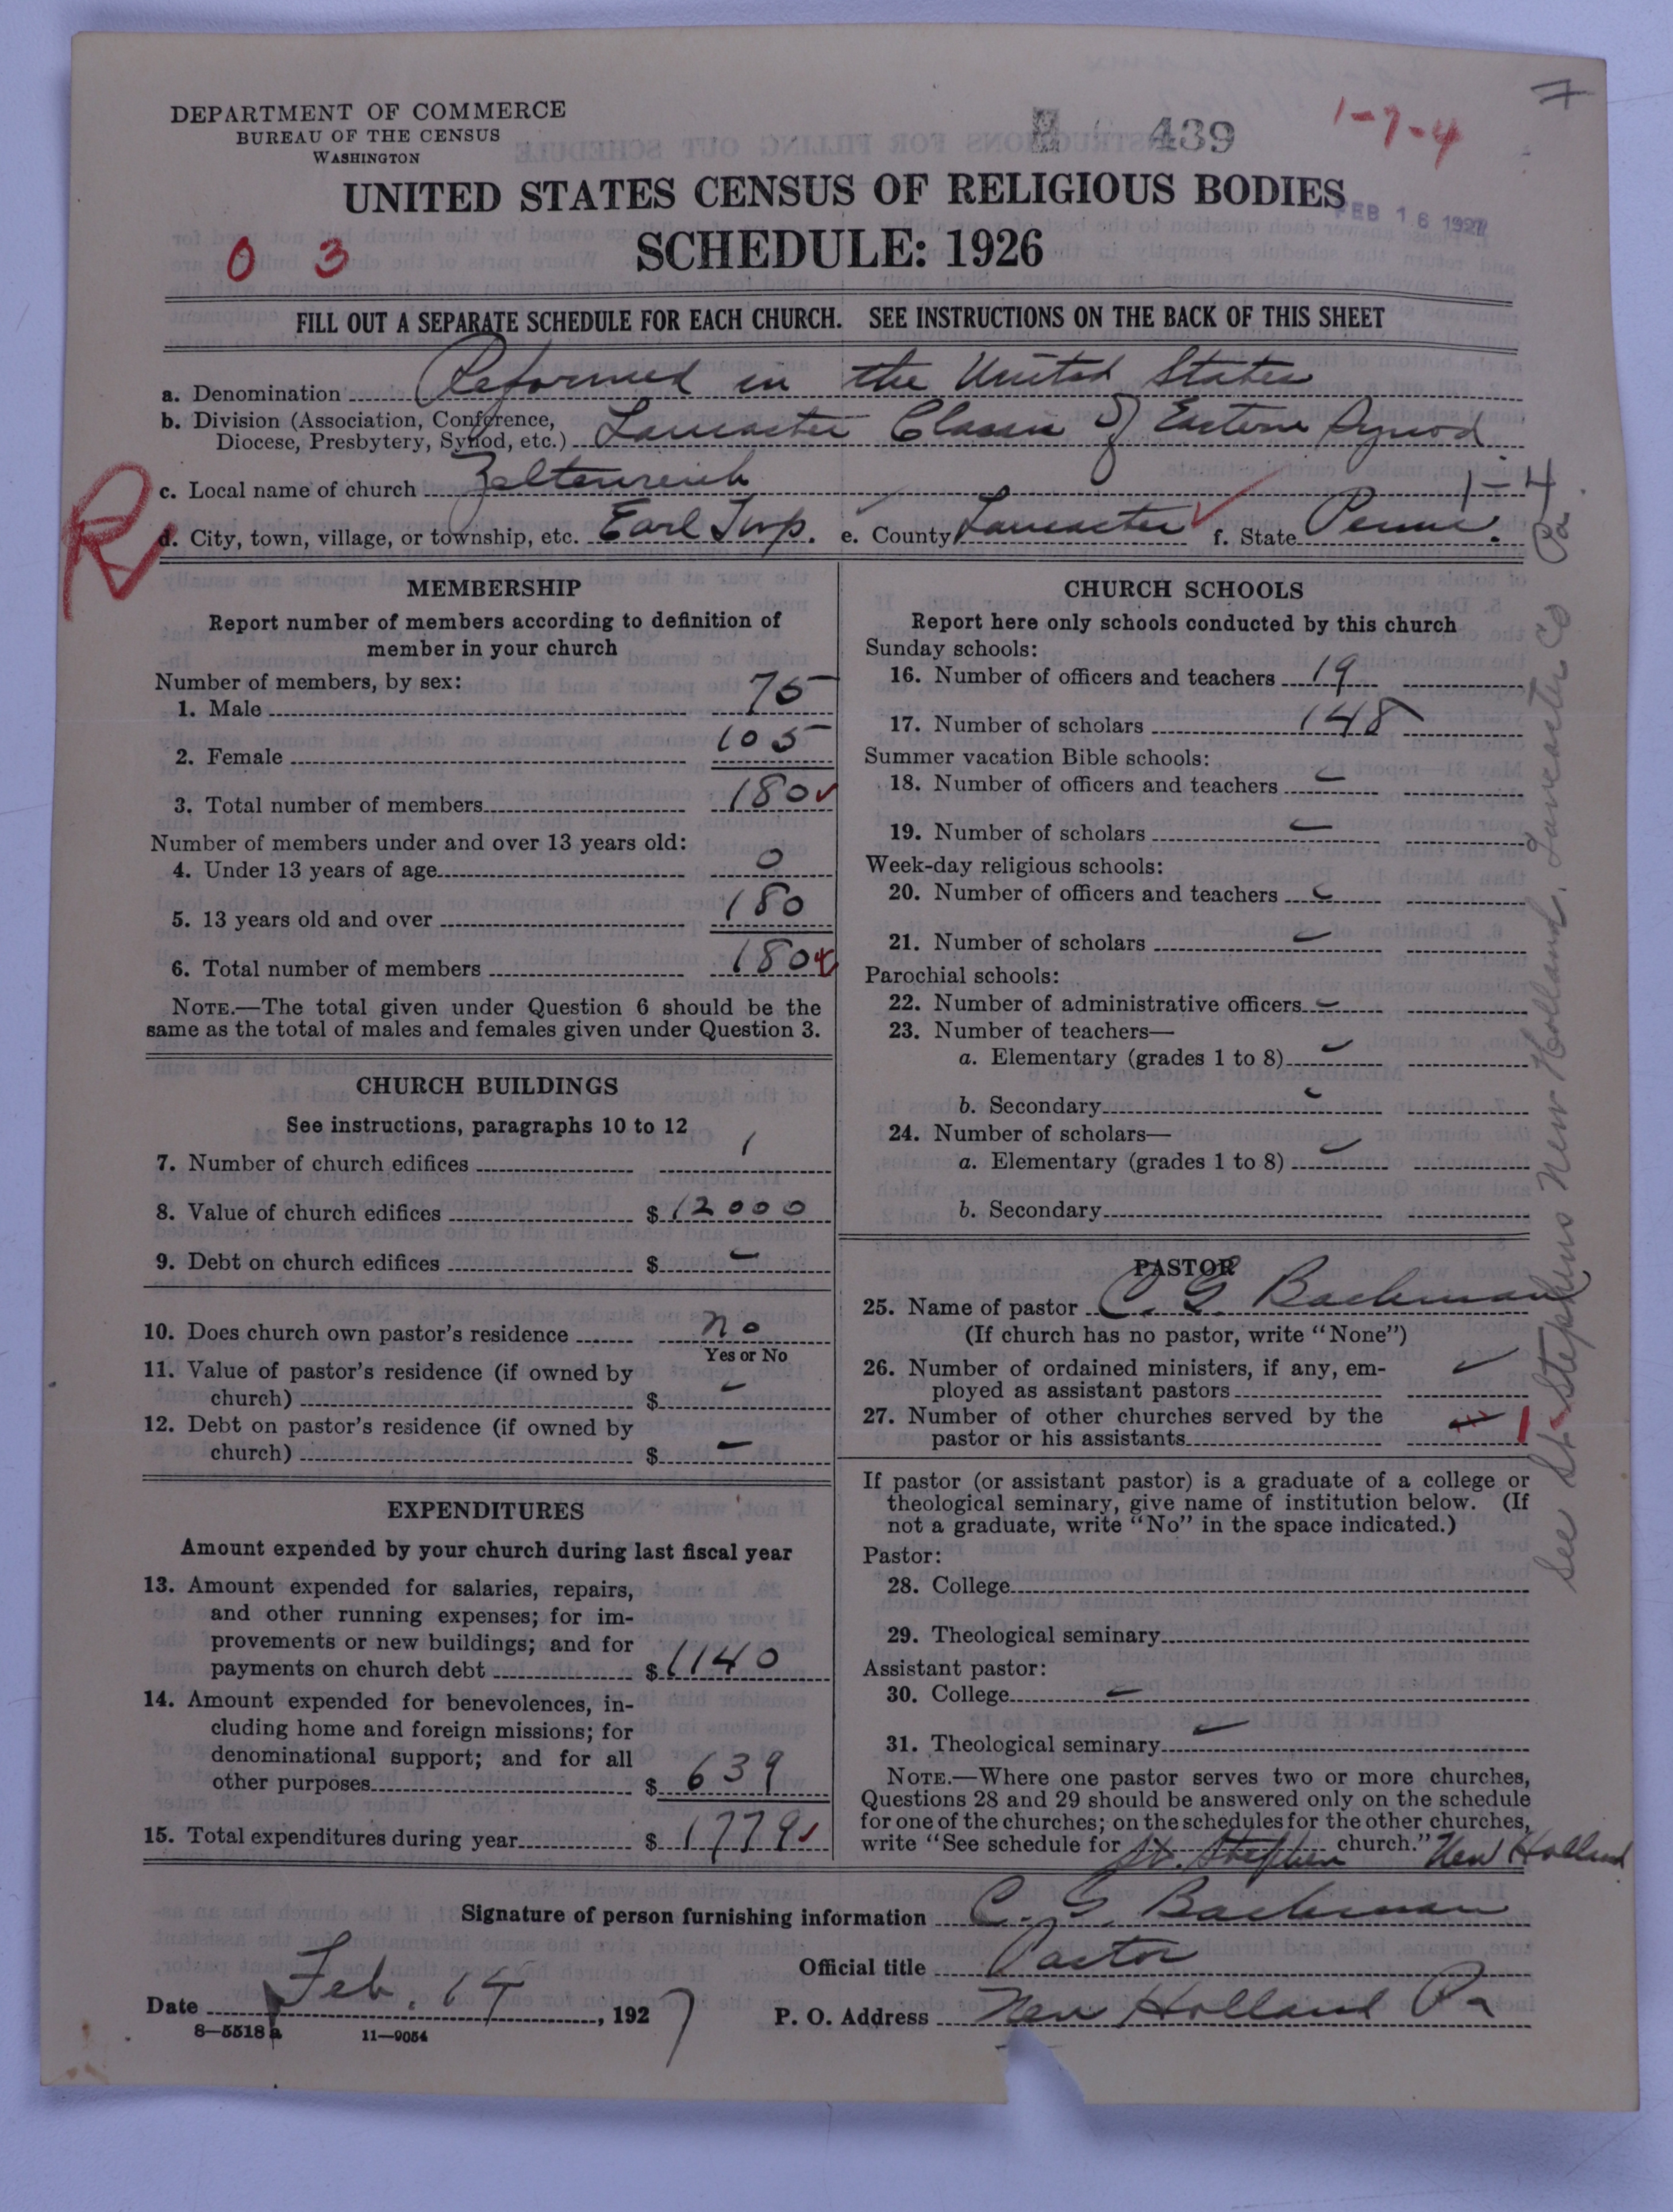 DEPARTMENT OF COMMERCE
BUREAU OF THE CENSUS
WASHINGTON
439
1-7-4
7
UNITED STATES CENSUS OF RELIGIOUS BODIES
FEB 16 1927
SCHEDULE: 1926
0 3
FILL OUT A SEPARATE SCHEDULE FOR EACH CHURCH. SEE INSTRUCTIONS ON THE BACK OF THIS SHEET
a. Denomination Reformed in the United States
b. Division (Association, Conference,
Diocese, Presbytery, Synod, etc.) Lancaster Classis of Eastern Synod
c. Local name of church Zeltenreich 1-4
R
d. City, town, village, or township, etc. Earl Twp. e. County Lancaster f. State Penna.
MEMBERSHIP
Report number of members according to definition of
member in your church
Number of members, by sex:
1. Male 75
2. Female 105
3. Total number of members 180
Number of members under and over 13 years old:
4. Under 13 years of age 0
5. 13 years old and over 180
6. Total number of members 180
NOTE.—The total given under Question 6 should be the
same as the total of males and females given under Question 3.
CHURCH BUILDINGS
See instructions, paragraphs 10 to 12
7. Number of church edifices 1
8. Value of church edifices $ 12000
9. Debt on church edifices $ –
10. Does church own pastor's residence No
Yes or No
11. Value of pastor's residence (if owned by
church) $ –
12. Debt on pastor's residence (if owned by
church) $ –
EXPENDITURES
Amount expended by your church during last fiscal year
13. Amount expended for salaries, repairs,
and other running expenses; for im-
provements or new buildings; and for
payments on church debt $ 1140
14. Amount expended for benevolences, in-
cluding home and foreign missions; for
denominational support; and for all
other purposes $ 639
15. Total expenditures during year $ 1779
CHURCH SCHOOLS
Report here only schools conducted by this church
Sunday schools:
16. Number of officers and teachers 19
17. Number of scholars 148
Summer vacation Bible schools:
18. Number of officers and teachers –
19. Number of scholars –
Week-day religious schools:
20. Number of officers and teachers –
21. Number of scholars –
Parochial schools:
22. Number of administrative officers –
23. Number of teachers—
a. Elementary (grades 1 to 8) –
b. Secondary –
24. Number of scholars—
a. Elementary (grades 1 to 8) –
b. Secondary
PASTOR
25. Name of pastor C. G. Bachman
(If church has no pastor, write "None")
26. Number of ordained ministers, if any, em-
ployed as assistant pastors –
27. Number of other churches served by the
pastor or his assistants 1
If pastor (or assistant pastor) is a graduate of a college or
theological seminary, give name of institution below. (If
not a graduate, write "No" in the space indicated.)
Pastor:
28. College
29. Theological seminary
Assistant pastor:
30. College –
31. Theological seminary –
NOTE.—Where one pastor serves two or more churches,
Questions 28 and 29 should be answered only on the schedule
for one of the churches; on the schedules for the other churches,
write "See schedule for St. Stephen church." New Holland
See St. Stephens New Holland, Lancaster Co Pa
Signature of person furnishing information C. G. Bachman
Official title Pastor
Date Feb. 14, 1927
P. O. Address New Holland Pa
8—5518a 11—9054